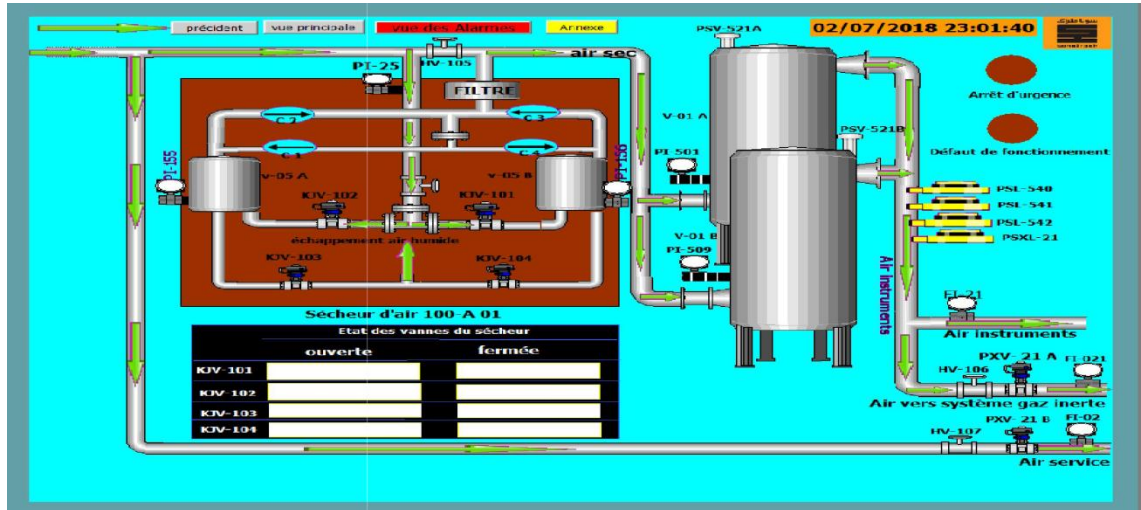 précident
vue principale
vue des Alarmes
Annexe
PSV-521A
02/07/2018 23:01:40
PI-25
HV-105
air sec
FILTRE
Arrêt d'urgence
C 2
C 3
V-01 A
PSV-521B
PI-155
C 1
C 4
PI-156
PI-501
Défaut de fonctionnement
v-05 A
v-05 B
KJV-102
KJV-101
PSL-540
PSL-541
PSL-542
PSXL-21
échappement air humide
V-01 B
PI-509
KJV-103
KJV-104
Air instruments
Sécheur d'air 100-A 01
FI-21
Air instruments
Etat des vannes du sécheur
ouverte
fermée
PXV- 21 A
FI-021
HV-106
KJV-101
KJV-102
Air vers système gaz inerte
KJV-103
PXV- 21 B
FI-02
KJV-104
HV-107
Air service